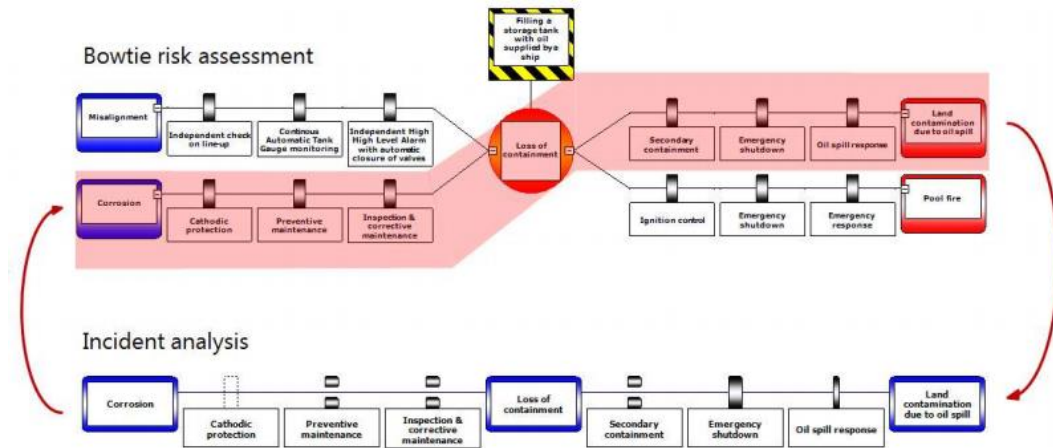 Filling a
storage tank
with oil
supplied by a
ship
Bowtie risk assessment
Misalignment
Independent check
on line-up
Continous
Automatic Tank
Gauge monitoring
Independent High
High Level Alarm
with automatic
closure of valves
Loss of
containment
Secondary
containment
Emergency
shutdown
Oil spill response
Land
contamination
due to oil spill
Corrosion
Cathodic
protection
Preventive
maintenance
Inspection &
corrective
maintenance
Ignition control
Emergency
shutdown
Emergency
response
Pool fire
Incident analysis
Corrosion
Cathodic
protection
Preventive
maintenance
Inspection &
corrective
maintenance
Loss of
containment
Secondary
containment
Emergency
shutdown
Oil spill response
Land
contamination
due to oil spill